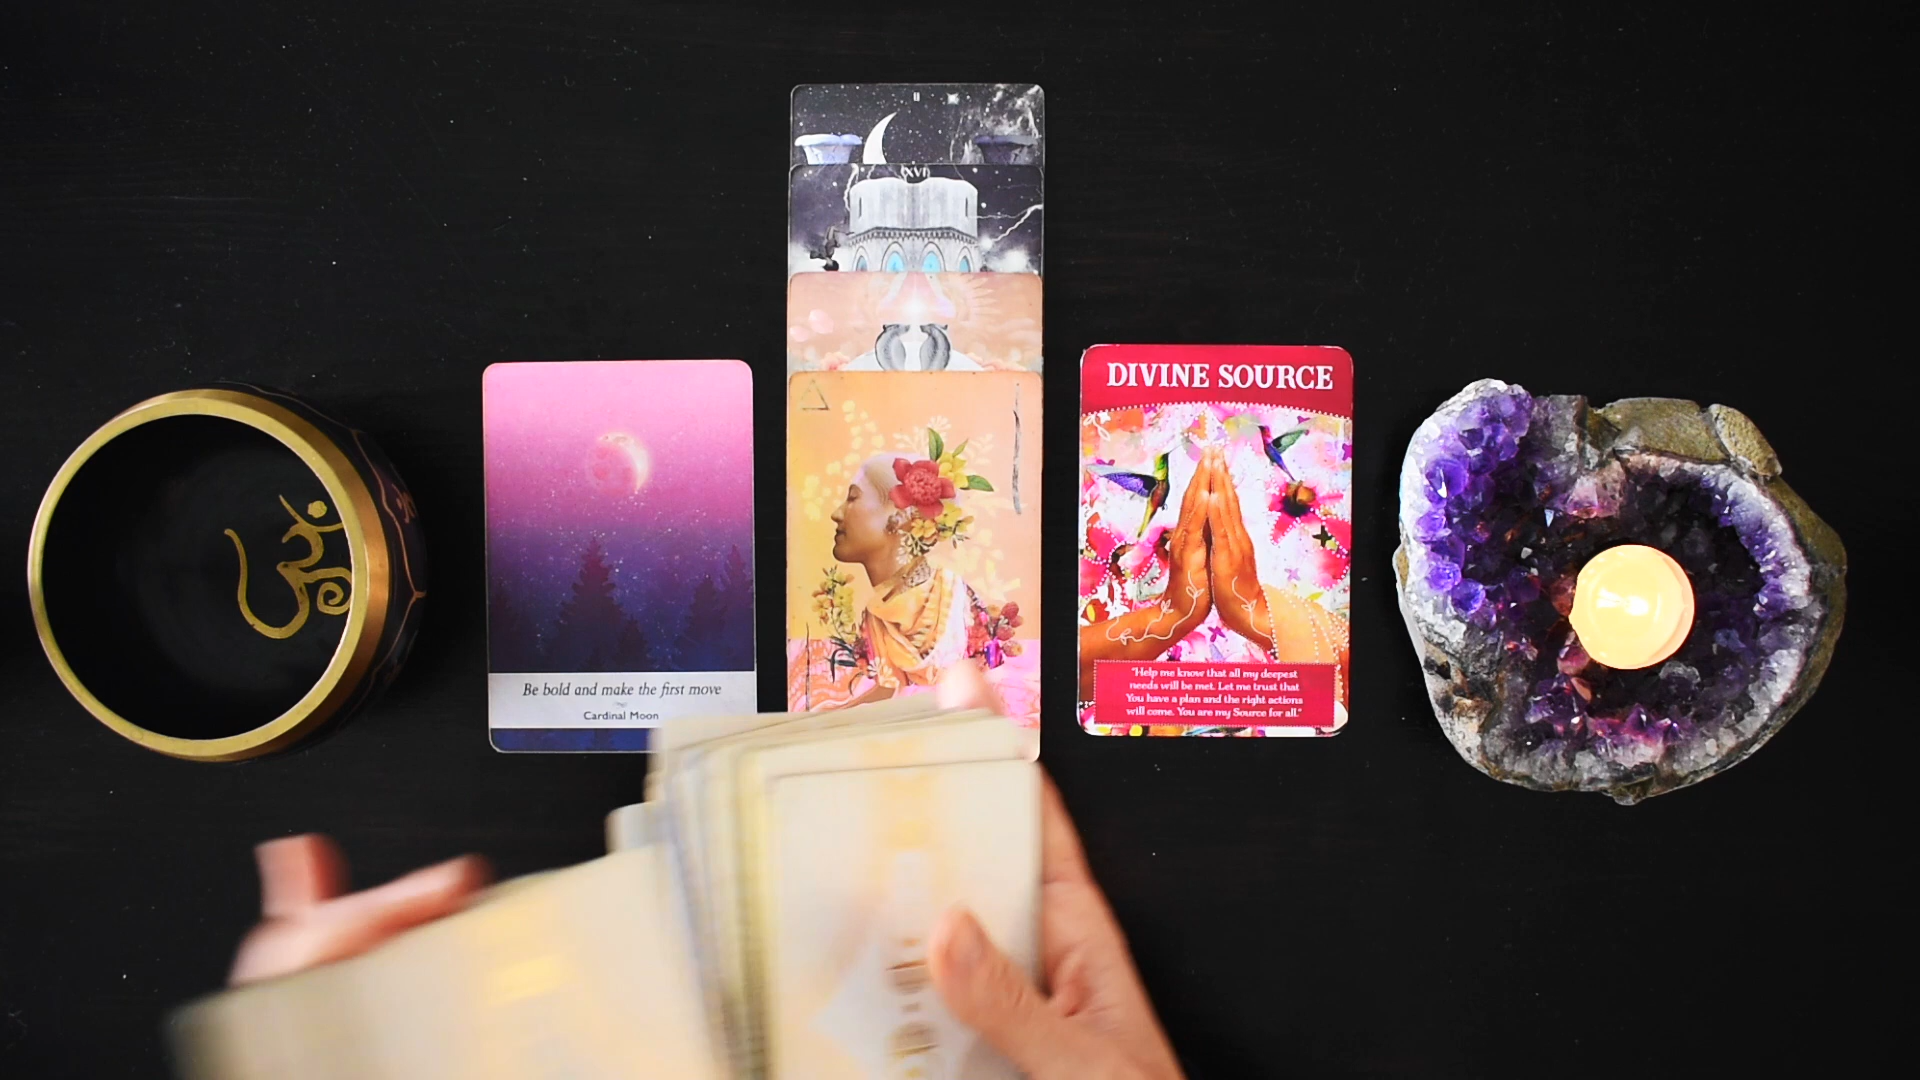 II
XVI
DIVINE SOURCE
"Help me know that all my deepest
needs will be met. Let me trust that
You have a plan and the right actions
will come. You are my Source for all."
Be bold and make the first move
Cardinal Moon
ॐ